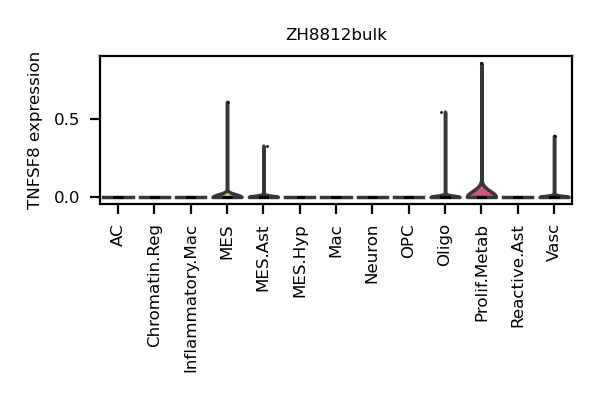 ZH8812bulk
TNFSF8 expression
0.5
0.0
AC
Chromatin.Reg
Inflammatory.Mac
MES
MES.Ast
MES.Hyp
Mac
Neuron
OPC
Oligo
Prolif.Metab
Reactive.Ast
Vasc